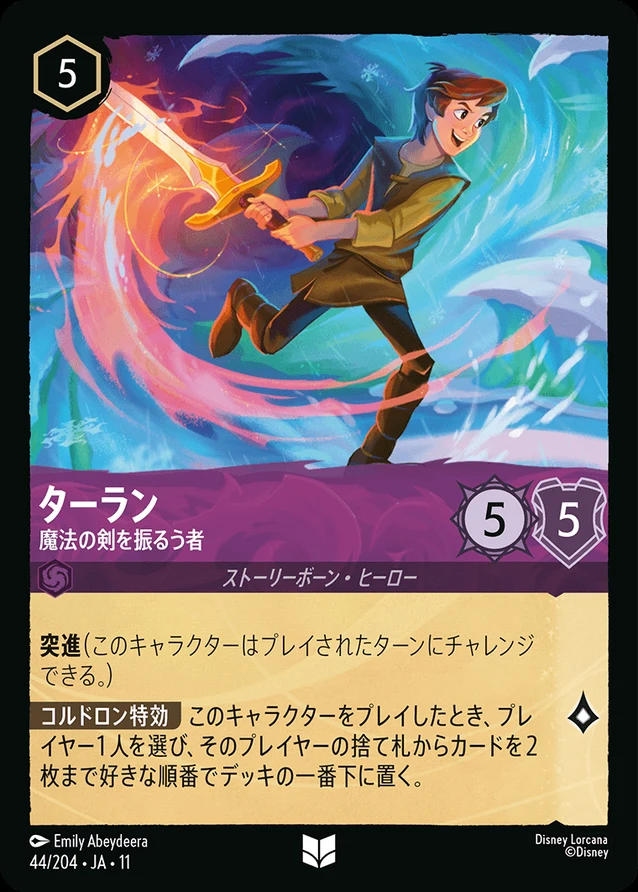 5
ターラン
魔法の剣を振るう者
5
5
ストーリーボーン・ヒーロー
突進(このキャラクターはプレイされたターンにチャレンジ
できる。)
コルドロン特効 このキャラクターをプレイしたとき、プレ
イヤー1人を選び、そのプレイヤーの捨て札からカードを2
枚まで好きな順番でデッキの一番下に置く。
Emily Abeydeera
44/204・JA・11
Disney Lorcana
©Disney